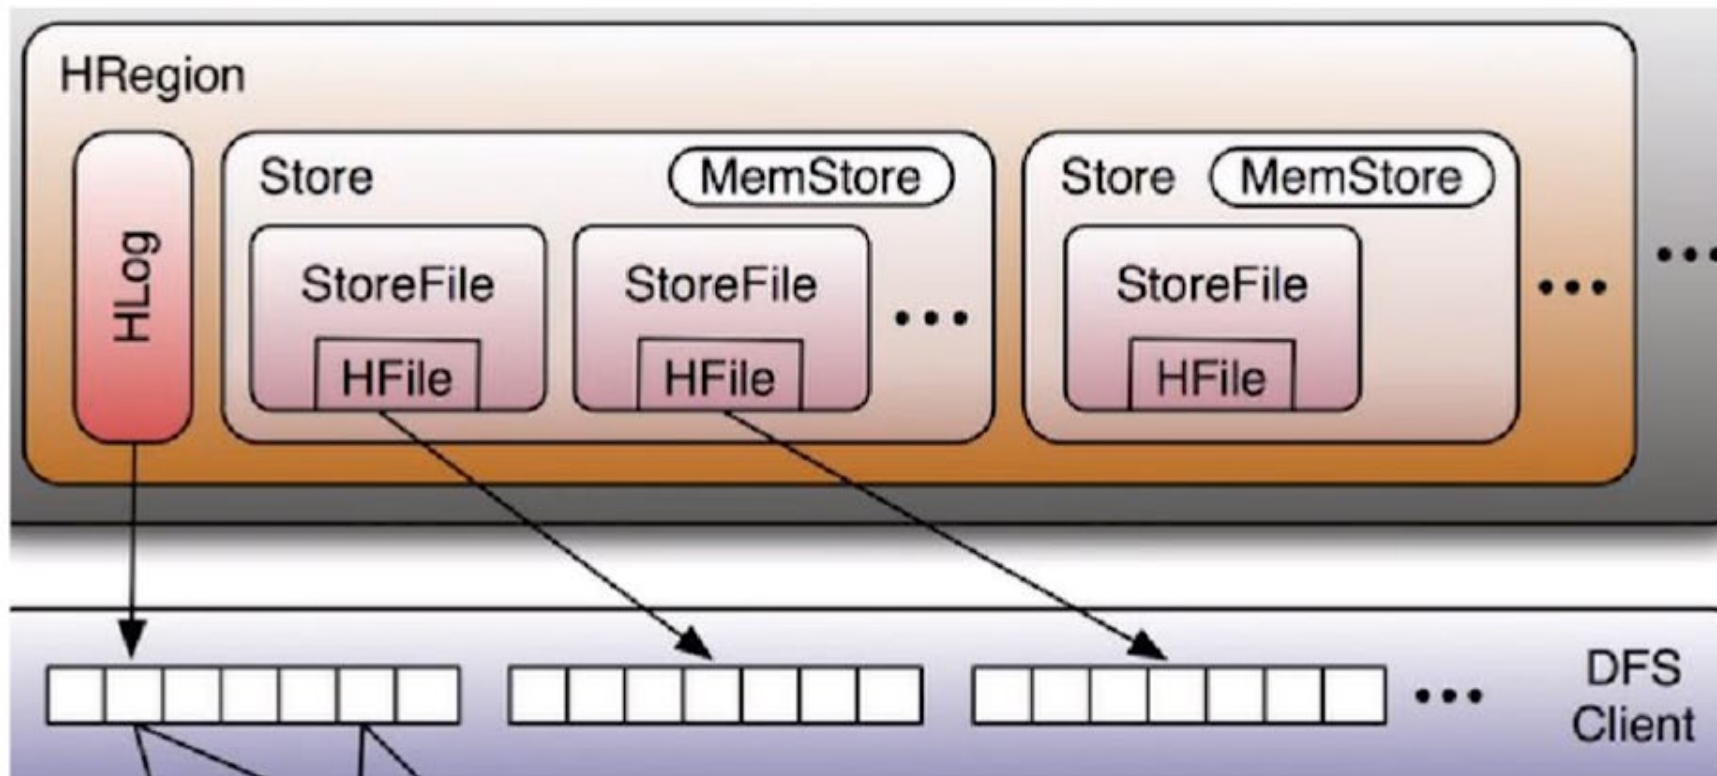 HRegion
HLog
Store
MemStore
StoreFile
HFile
StoreFile
HFile
...
Store
MemStore
StoreFile
HFile
...
...
...
DFS
Client